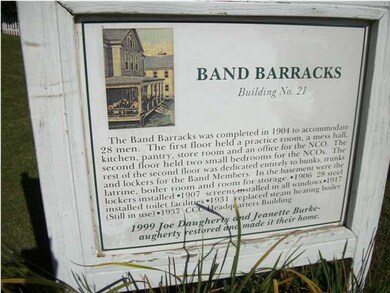 BAND BARRACKS
Building No. 21
The Band Barracks was completed in 1904 to accommodate
28 men. The first floor held a practice room, a mess hall,
kitchen, pantry, store room and an office for the NCO. The
second floor held two small bedrooms for the NCOs. The
rest of the second floor was dedicated entirely to bunks, trunks
and lockers for the Band Members. In the basement were the
latrine, boiler room and room for storage. •1906 28 steel
lockers installed •1907 screens installed in all windows •1917
installed toilet facilities •1931 replaced steam heating boiler
(Still in use) •1937 CCC Headquarters Building
1999 Joe Daugherty and Jeanette Burke-
augherty restored and made it their home.